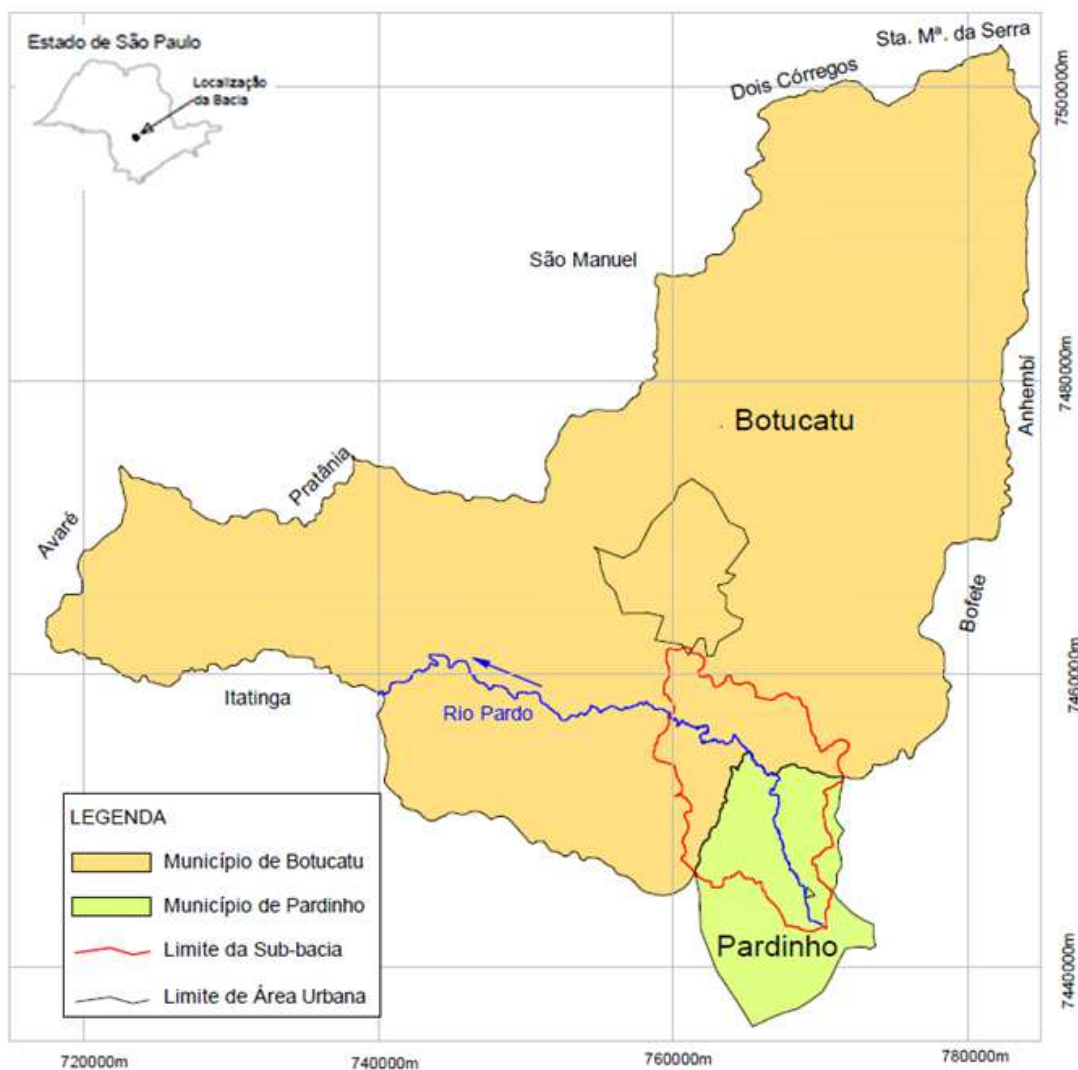 Estado de São Paulo
Localização
da Bacia
Sta. Mª. da Serra
Dois Córregos
São Manuel
Botucatu
Anhembí
Pratânia
Avaré
Bofete
Itatinga
Rio Pardo
Pardinho
LEGENDA
Município de Botucatu
Município de Pardinho
Limite da Sub-bacia
Limite de Área Urbana
7500000m
7480000m
7460000m
7440000m
720000m
740000m
760000m
780000m